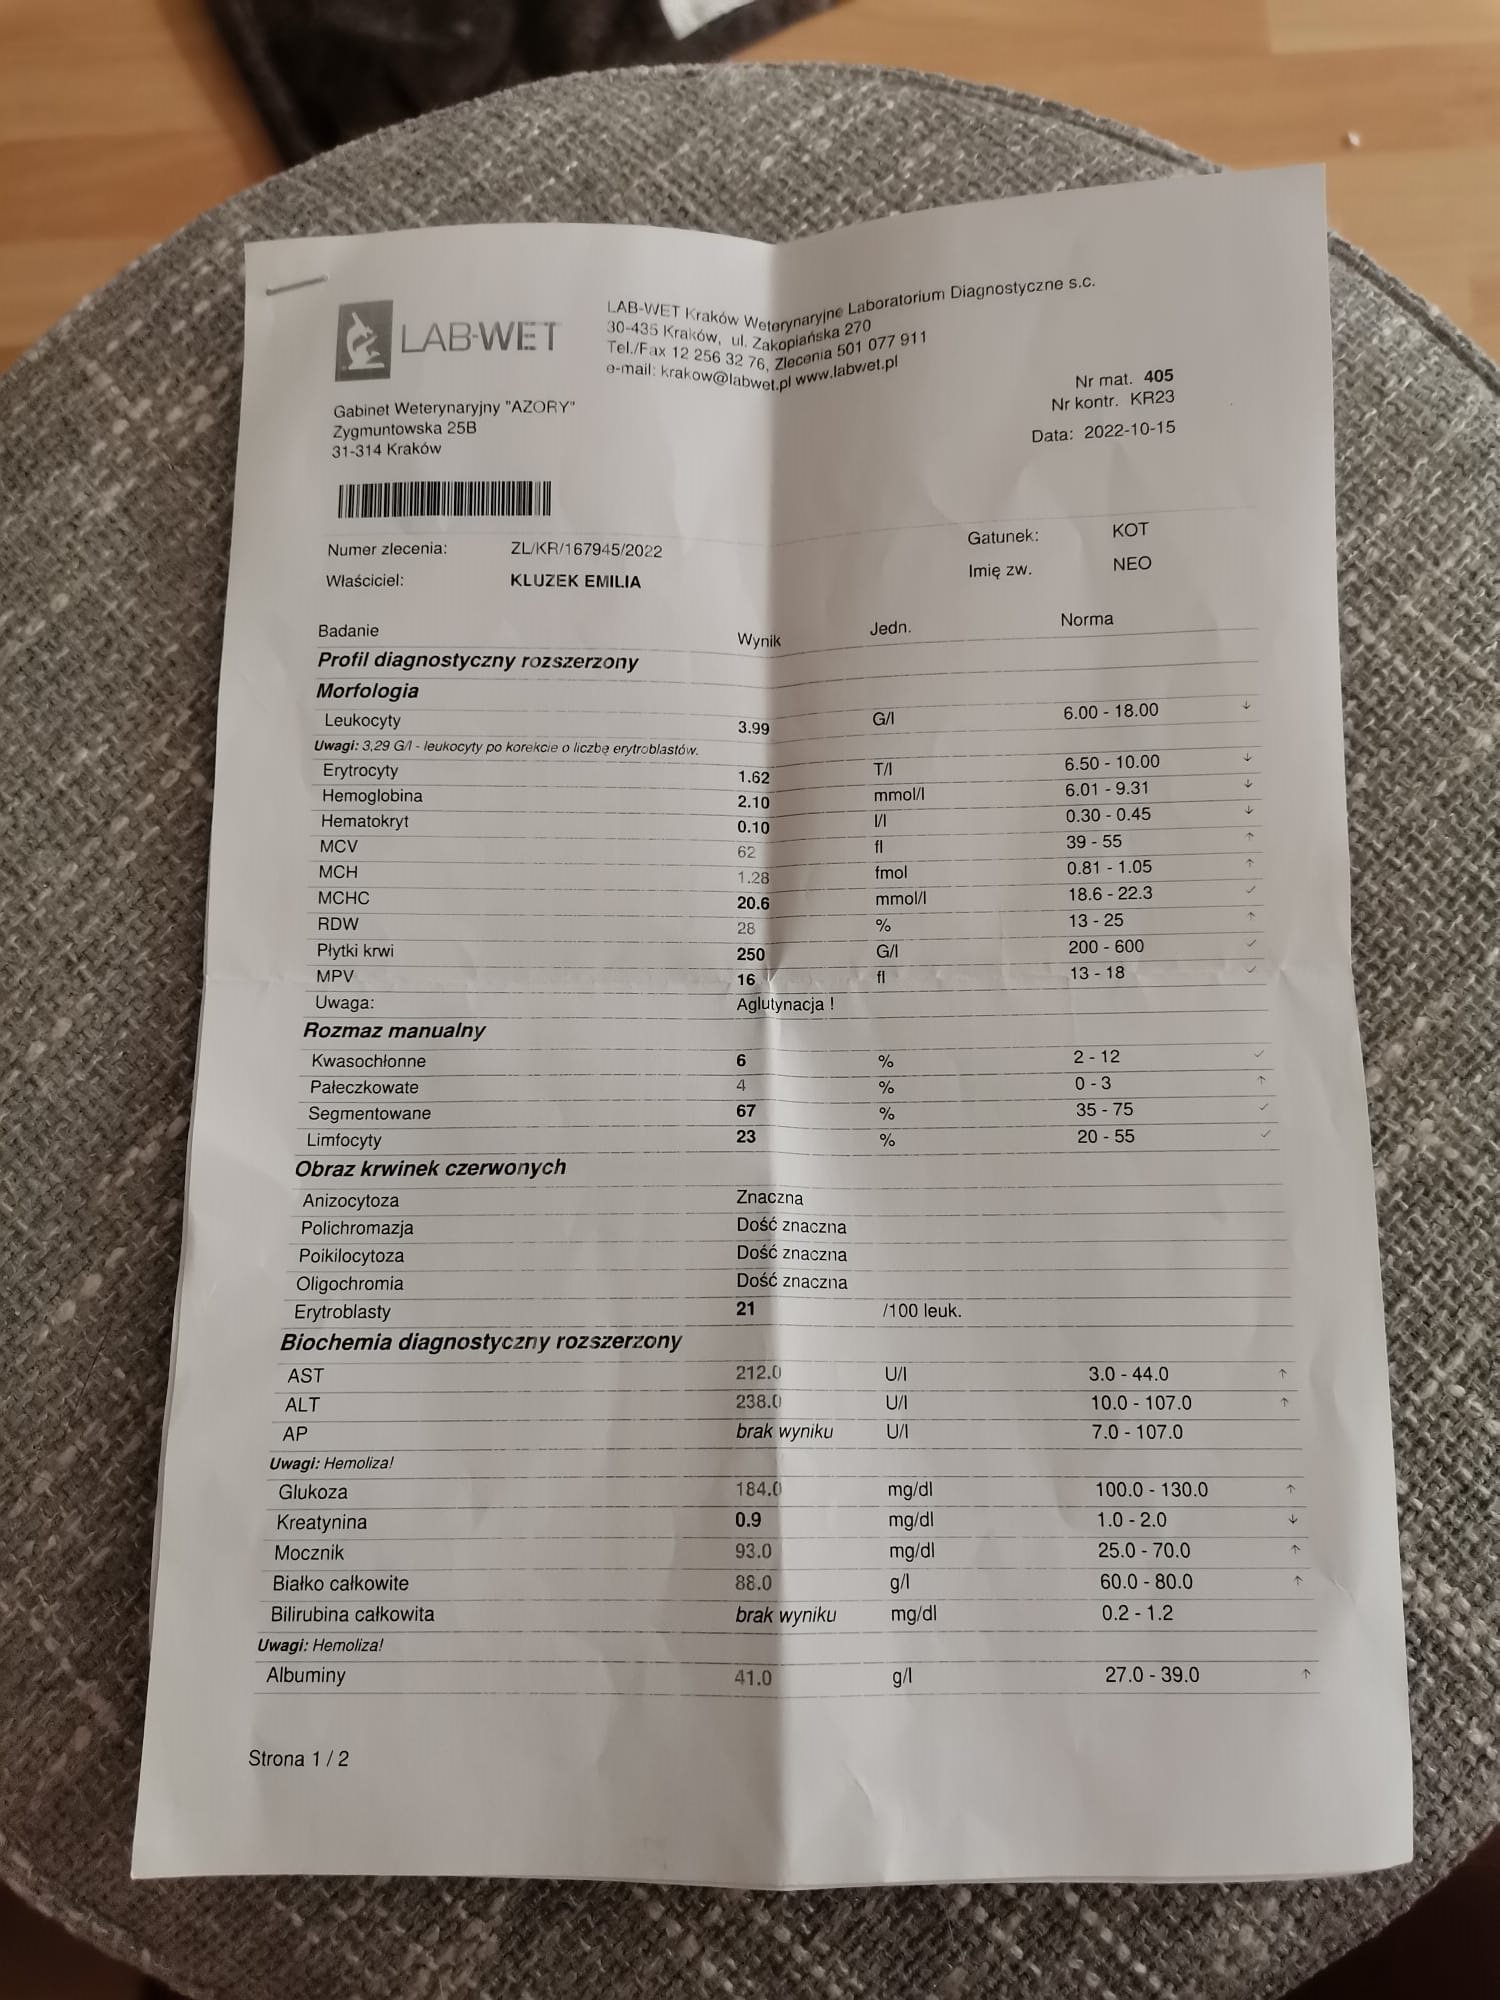 LAB-WET
LAB-WET Kraków Weterynaryjne Laboratorium Diagnostyczne s.c.
30-435 Kraków, ul. Zakopiańska 270
Tel./Fax 12 256 32 76, Zlecenia 501 077 911
e-mail: krakow@labwet.pl www.labwet.pl
Gabinet Weterynaryjny "AZORY"
Zygmuntowska 25B
31-314 Kraków
Nr mat. 405
Nr kontr. KR23
Data: 2022-10-15
Numer zlecenia: ZL/KR/167945/2022 Gatunek: KOT
Właściciel: KLUZEK EMILIA Imię zw. NEO
Badanie Wynik Jedn. Norma
Profil diagnostyczny rozszerzony
Morfologia
Leukocyty 3.99 G/l 6.00 - 18.00 ↓
Uwagi: 3,29 G/l - leukocyty po korekcie o liczbę erytroblastów.
Erytrocyty 1.62 T/l 6.50 - 10.00 ↓
Hemoglobina 2.10 mmol/l 6.01 - 9.31 ↓
Hematokryt 0.10 l/l 0.30 - 0.45 ↓
MCV 62 fl 39 - 55 ↑
MCH 1.28 fmol 0.81 - 1.05 ↑
MCHC 20.6 mmol/l 18.6 - 22.3 ✓
RDW 28 % 13 - 25 ↑
Płytki krwi 250 G/l 200 - 600 ✓
MPV 16 fl 13 - 18 ✓
Uwaga: Aglutynacja !
Rozmaz manualny
Kwasochłonne 6 % 2 - 12 ✓
Pałeczkowate 4 % 0 - 3 ↑
Segmentowane 67 % 35 - 75 ✓
Limfocyty 23 % 20 - 55 ✓
Obraz krwinek czerwonych
Anizocytoza Znaczna
Polichromazja Dość znaczna
Poikilocytoza Dość znaczna
Oligochromia Dość znaczna
Erytroblasty 21 /100 leuk.
Biochemia diagnostyczny rozszerzony
AST 212.0 U/l 3.0 - 44.0 ↑
ALT 238.0 U/l 10.0 - 107.0 ↑
AP brak wyniku U/l 7.0 - 107.0
Uwagi: Hemoliza!
Glukoza 184.0 mg/dl 100.0 - 130.0 ↑
Kreatynina 0.9 mg/dl 1.0 - 2.0 ↓
Mocznik 93.0 mg/dl 25.0 - 70.0 ↑
Białko całkowite 88.0 g/l 60.0 - 80.0 ↑
Bilirubina całkowita brak wyniku mg/dl 0.2 - 1.2
Uwagi: Hemoliza!
Albuminy 41.0 g/l 27.0 - 39.0 ↑
Strona 1 / 2